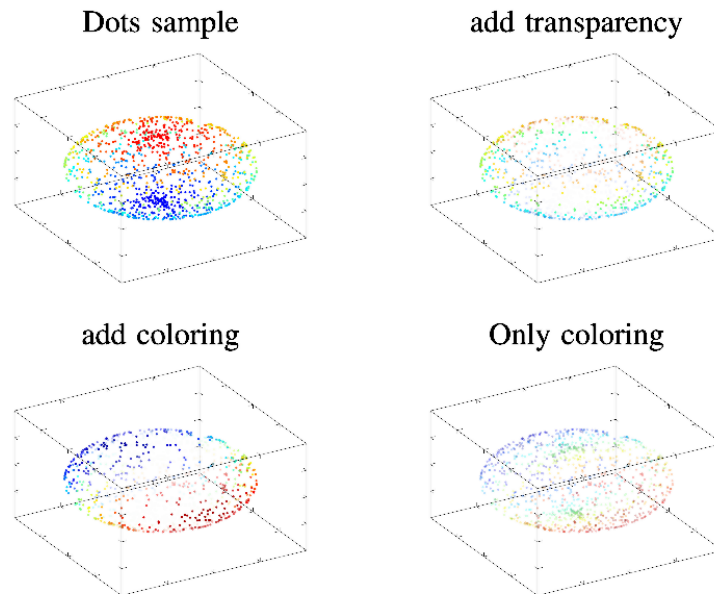 Dots sample
add transparency
add coloring
Only coloring